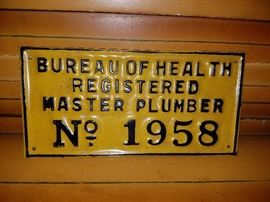 BUREAU OF HEALTH
REGISTERED
MASTER PLUMBER
Nº 1958